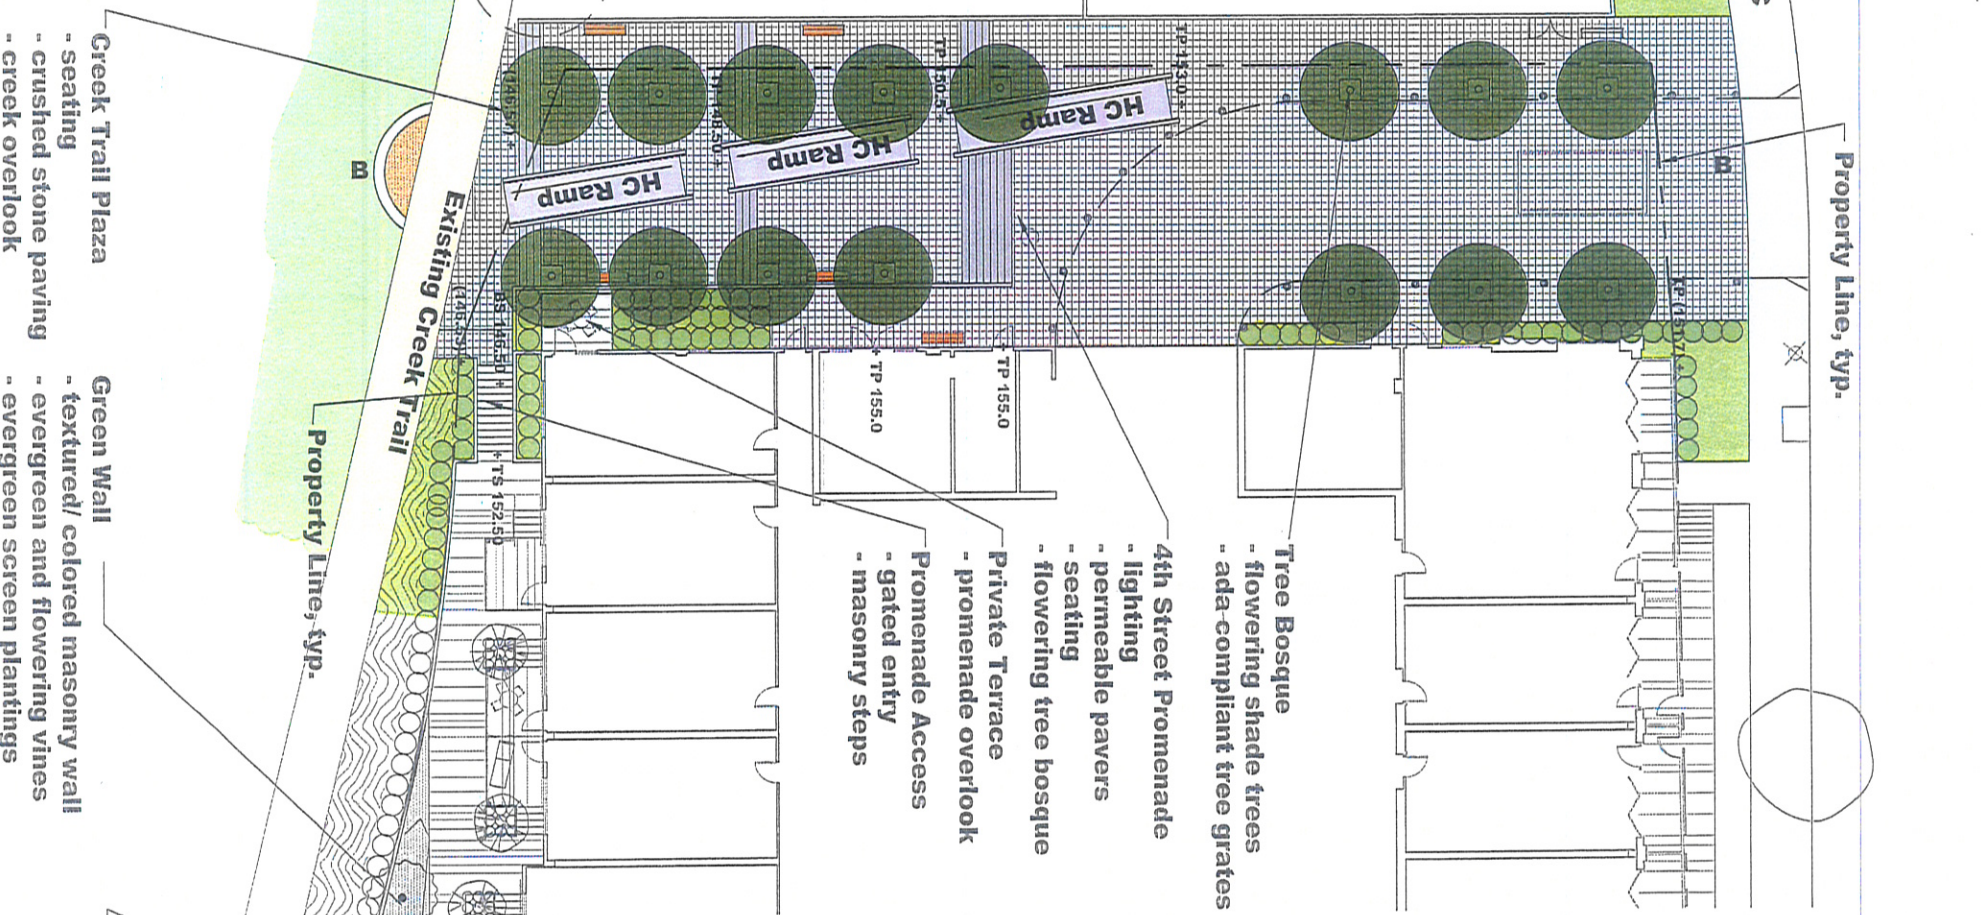 Property Line, typ.
B
TP 153.0 +
TP 150.5 +
HC Ramp
HC Ramp
HC Ramp
+ TP 155.0
+ TP 155.0
Tree Bosque
- flowering shade trees
- ada-compliant tree grates
4th Street Promenade
- lighting
- permeable pavers
- seating
- flowering tree bosque
Private Terrace
- promenade overlook
Promenade Access
- gated entry
- masonry steps
BS 146.50 +
+ TS 152.50
Existing Creek Trail
B
Property Line, typ.
Creek Trail Plaza
- seating
- crushed stone paving
- creek overlook
Green Wall
- textured/ colored masonry wall
- evergreen and flowering vines
- evergreen screen plantings